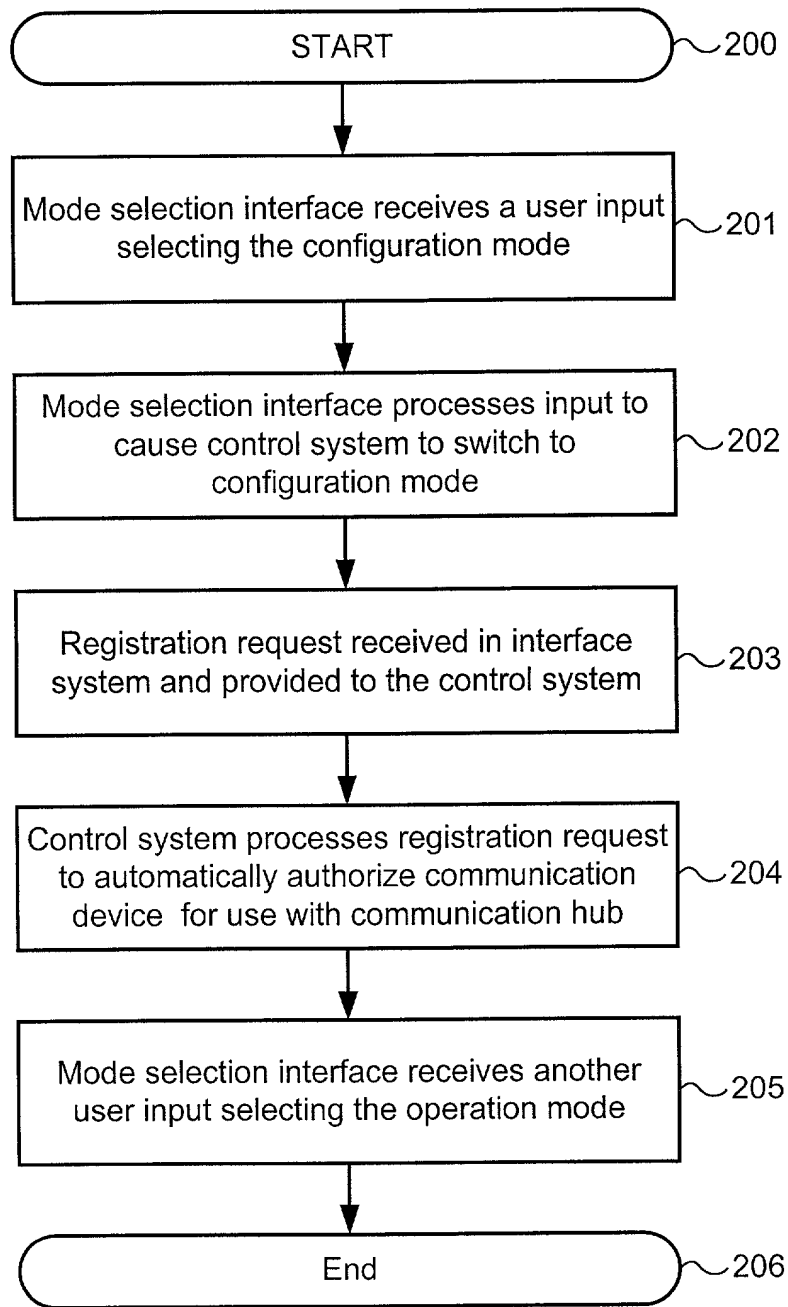 START
200
Mode selection interface receives a user input
selecting the configuration mode
201
Mode selection interface processes input to
cause control system to switch to
configuration mode
202
Registration request received in interface
system and provided to the control system
203
Control system processes registration request
to automatically authorize communication
device for use with communication hub
204
Mode selection interface receives another
user input selecting the operation mode
205
End
206